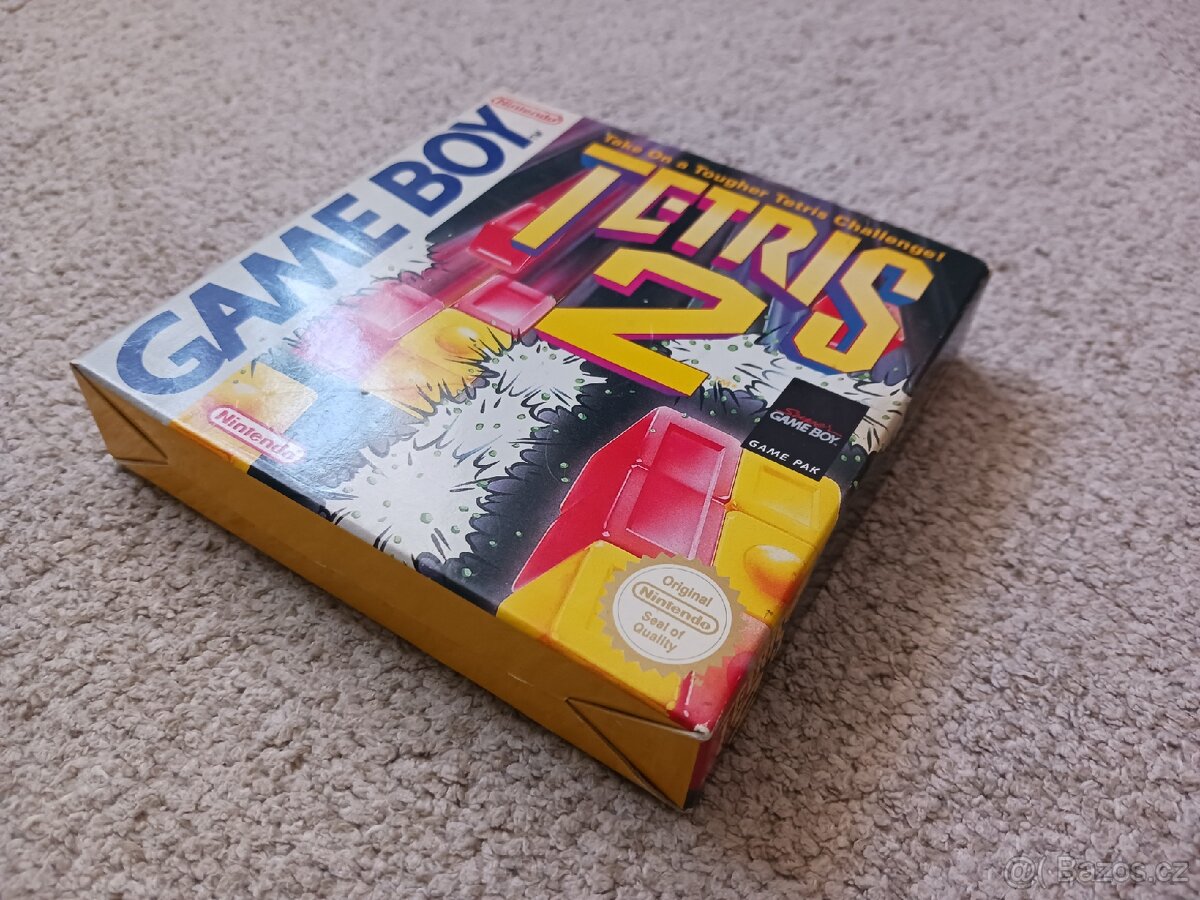 Nintendo
GAME BOY
TM
Take On a Tougher Tetris Challenge!
TETRIS
2
Super
GAME BOY
GAME PAK
Nintendo
Original
Nintendo
Seal of
Quality
Bazos.cz